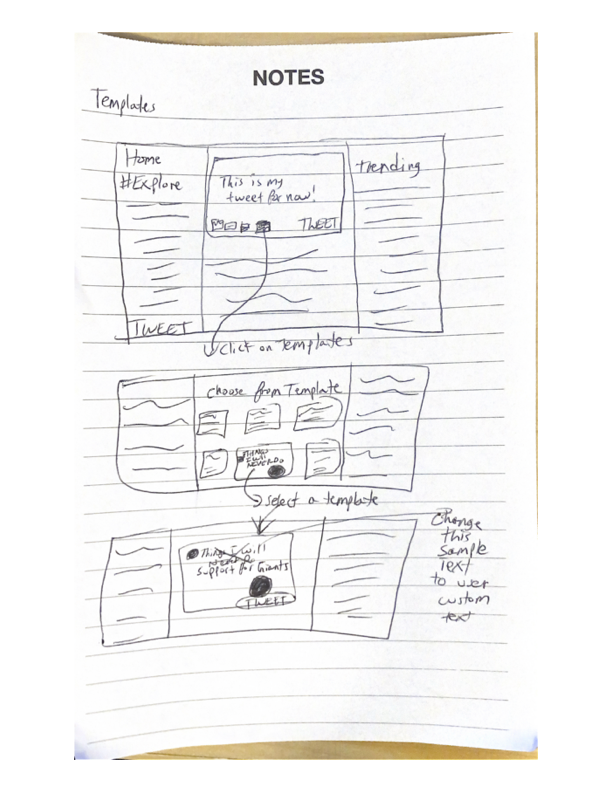 NOTES
Templates
Home
#Explore
This is my
tweet for now!
TWEET
Trending
TWEET
Click on Templates
Choose from Template
THINGS
I WILL
NEVER DO
Select a template
Things I will
Support for Giants
TWEET
Change
this
Sample
Text
to user
custom
text